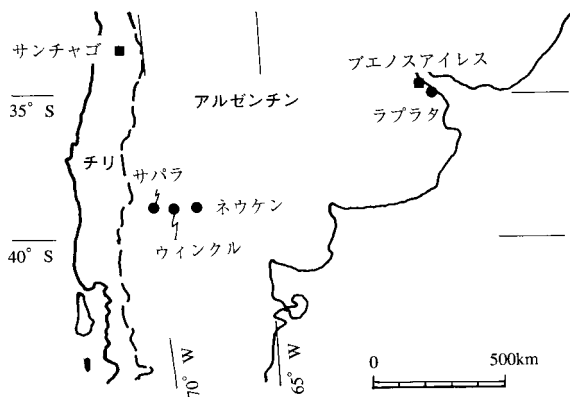 サンチャゴ
ブエノスアイレス
アルゼンチン
35° S
ラプラタ
チリ
サパラ
ネウケン
ウィンクル
40° S
70° W
65° W
0
500km